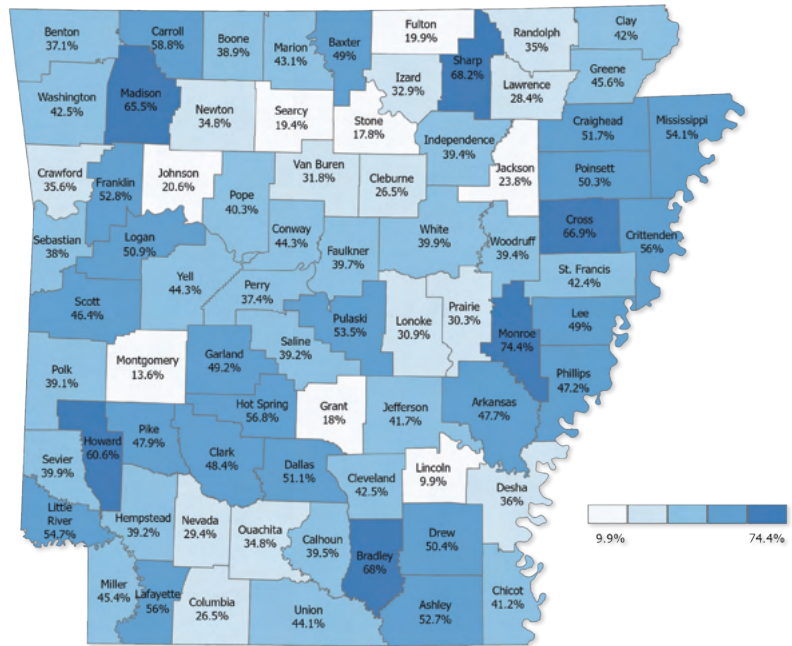 Benton
37.1%
Carroll
58.8%
Boone
38.9%
Marion
43.1%
Baxter
49%
Fulton
19.9%
Sharp
68.2%
Randolph
35%
Clay
42%
Greene
45.6%
Washington
42.5%
Madison
65.5%
Newton
34.8%
Searcy
19.4%
Stone
17.8%
Izard
32.9%
Lawrence
28.4%
Independence
39.4%
Craighead
51.7%
Mississippi
54.1%
Crawford
35.6%
Franklin
52.8%
Johnson
20.6%
Pope
40.3%
Van Buren
31.8%
Cleburne
26.5%
Jackson
23.8%
Poinsett
50.3%
Sebastian
38%
Logan
50.9%
Conway
44.3%
Faulkner
39.7%
White
39.9%
Woodruff
39.4%
Cross
66.9%
Crittenden
56%
St. Francis
42.4%
Scott
46.4%
Yell
44.3%
Perry
37.4%
Pulaski
53.5%
Lonoke
30.9%
Prairie
30.3%
Monroe
74.4%
Lee
49%
Phillips
47.2%
Polk
39.1%
Montgomery
13.6%
Garland
49.2%
Saline
39.2%
Hot Spring
56.8%
Grant
18%
Jefferson
41.7%
Arkansas
47.7%
Sevier
39.9%
Howard
60.6%
Pike
47.9%
Clark
48.4%
Dallas
51.1%
Cleveland
42.5%
Lincoln
9.9%
Desha
36%
Little
River
54.7%
Hempstead
39.2%
Nevada
29.4%
Ouachita
34.8%
Calhoun
39.5%
Bradley
68%
Drew
50.4%
Miller
45.4%
Lafayette
56%
Columbia
26.5%
Union
44.1%
Ashley
52.7%
Chicot
41.2%
9.9%
74.4%